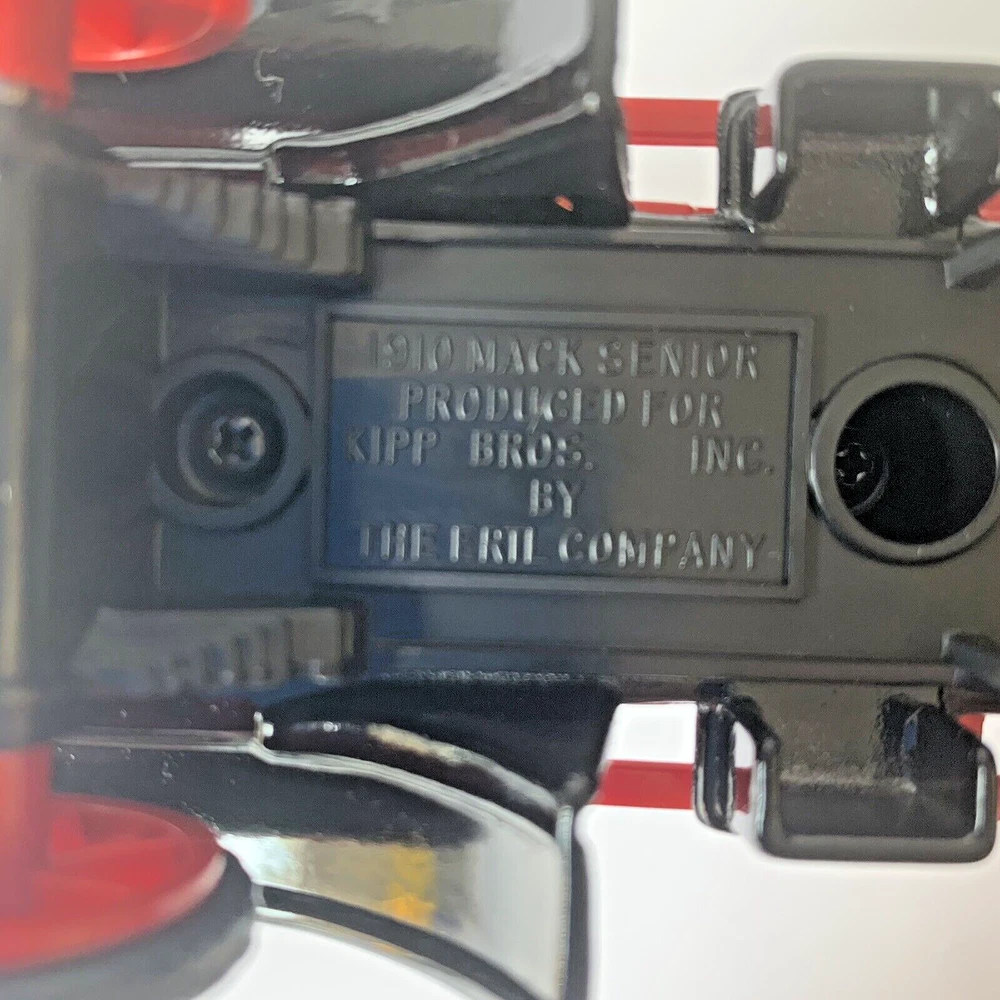 1910 MACK SENIOR
PRODUCED FOR
KIPP BROS. INC.
BY
THE ERTL COMPANY